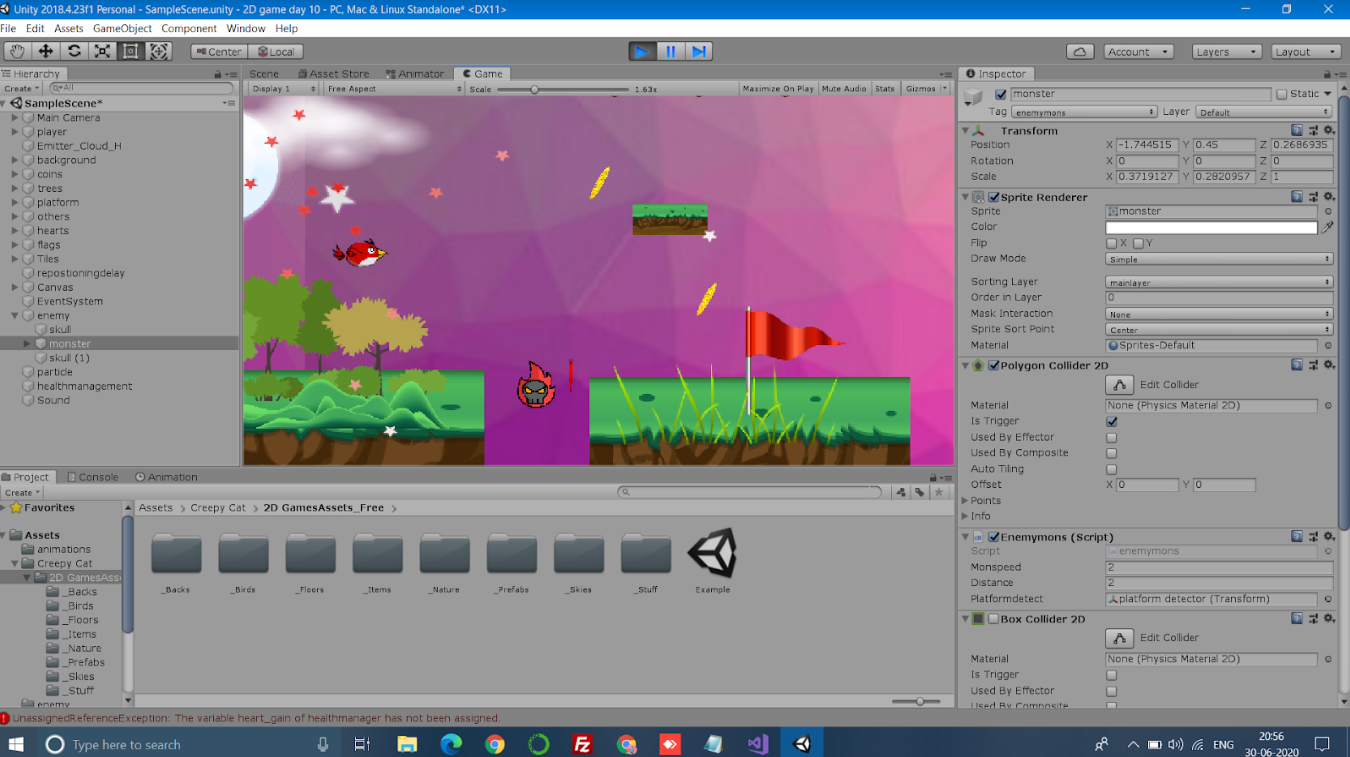 Unity 2018.4.23f1 Personal - SampleScene.unity - 2D game day 10 - PC, Mac & Linux Standalone* <DX11>
File Edit Assets GameObject Component Window Help
Center Local Account Layers Layout
Hierarchy
Create All
SampleScene*
Main Camera
player
Emitter_Cloud_H
background
coins
trees
platform
others
hearts
flags
Tiles
repostioningdelay
Canvas
EventSystem
enemy
skull
monster
skull (1)
particle
healthmanagement
Sound
Scene Asset Store Animator Game
Display 1 Free Aspect Scale 1.63x Maximize On Play Mute Audio Stats Gizmos
Inspector
monster Static
Tag enemymons Layer Default
Transform
Position X -1.744515 Y 0.45 Z 0.2686935
Rotation X 0 Y 0 Z 0
Scale X 0.3719127 Y 0.2820957 Z 1
Sprite Renderer
Sprite monster
Color
Flip X Y
Draw Mode Simple
Sorting Layer mainlayer
Order in Layer 0
Mask Interaction None
Sprite Sort Point Center
Material Sprites-Default
Polygon Collider 2D
Edit Collider
Material None (Physics Material 2D)
Is Trigger
Used By Effector
Used By Composite
Auto Tiling
Offset X 0 Y 0
Points
Info
Enemymons (Script)
Script enemymons
Monspeed 2
Distance 2
Platformdetect platform detector (Transform)
Box Collider 2D
Edit Collider
Material None (Physics Material 2D)
Is Trigger
Used By Effector
Used By Composite
Project Console Animation
Create
Favorites
Assets
animations
Creepy Cat
2D GamesAss
_Backs
_Birds
_Floors
_Items
_Nature
_Prefabs
_Skies
_Stuff
enemy
Assets > Creepy Cat > 2D GamesAssets_Free >
_Backs _Birds _Floors _Items _Nature _Prefabs _Skies _Stuff Example
UnassignedReferenceException: The variable heart_gain of healthmanager has not been assigned.
Type here to search
ENG
20:56
30-06-2020